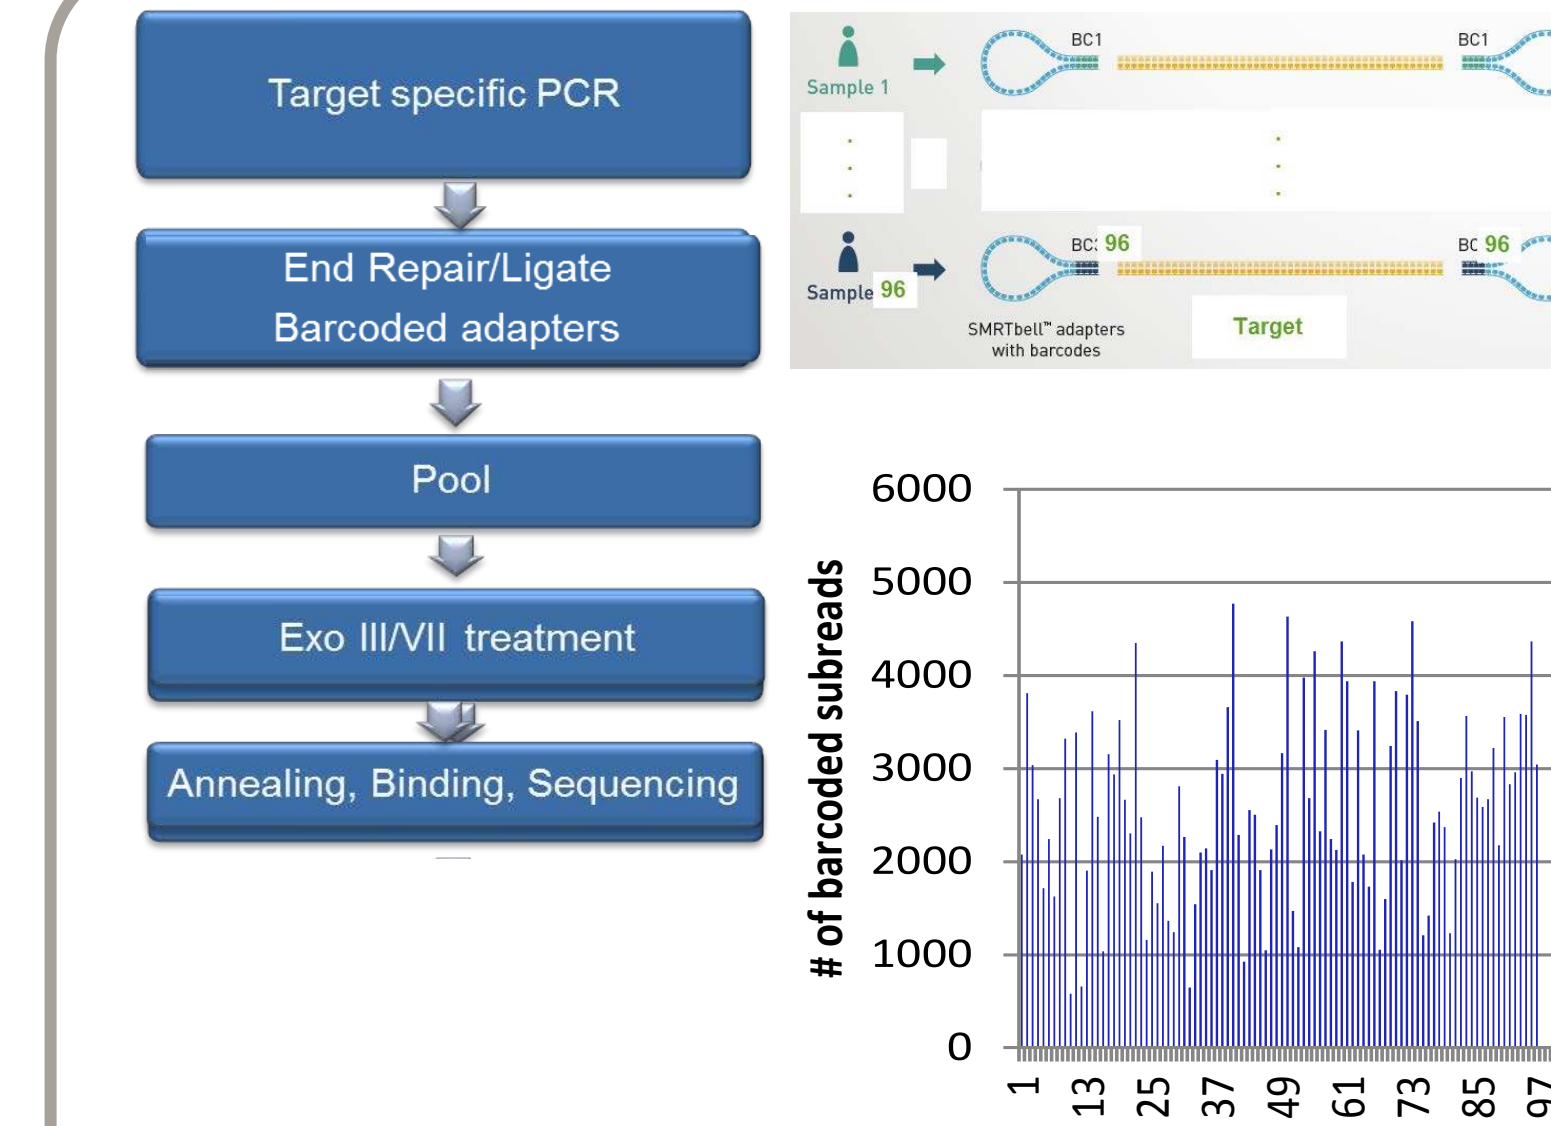 Target specific PCR
End Repair/Ligate
Barcoded adapters
Pool
Exo III/VII treatment
Annealing, Binding, Sequencing
BC1
BC1
Sample 1
BC 96
BC 96
Sample 96
SMRTbell™ adapters
with barcodes
Target
# of barcoded subreads
6000
5000
4000
3000
2000
1000
0
1
13
25
37
49
61
73
85
97